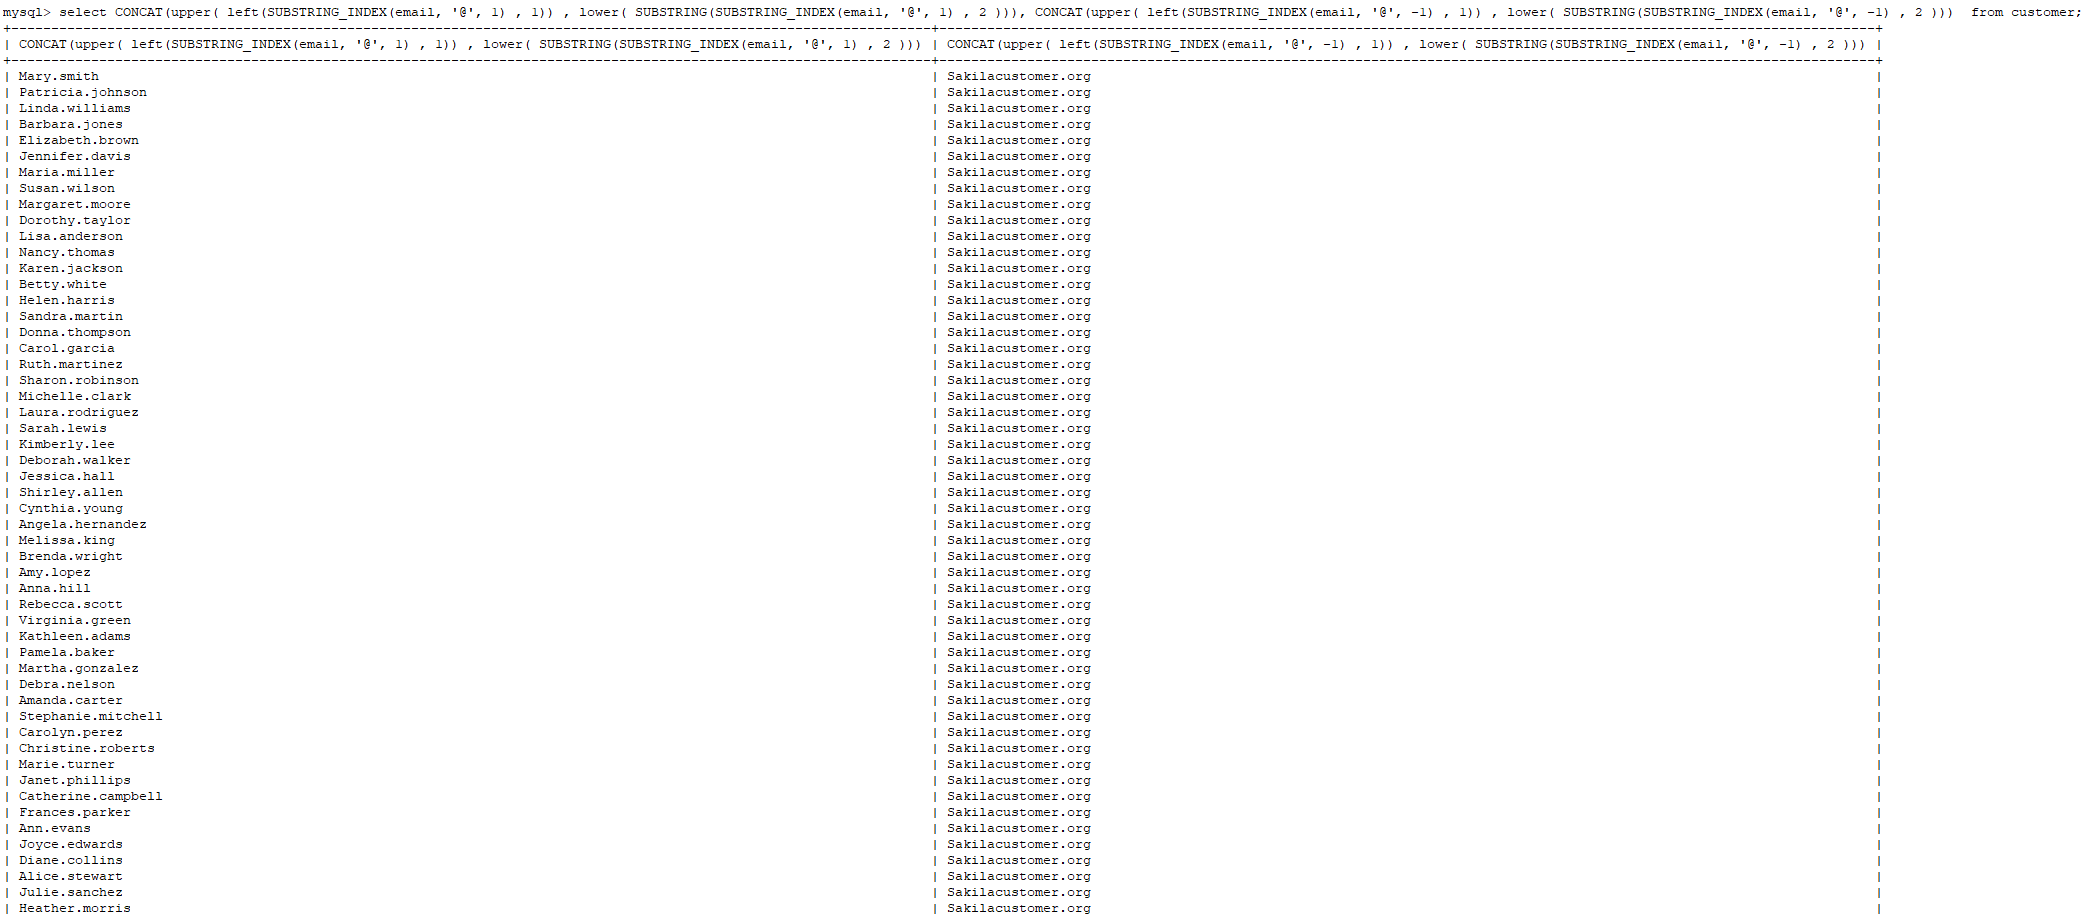 mysql> select CONCAT(upper( left(SUBSTRING_INDEX(email, '@', 1) , 1)) , lower( SUBSTRING(SUBSTRING_INDEX(email, '@', 1) , 2 ))), CONCAT(upper( left(SUBSTRING_INDEX(email, '@', -1) , 1)) , lower( SUBSTRING(SUBSTRING_INDEX(email, '@', -1) , 2 )))  from customer;
| CONCAT(upper( left(SUBSTRING_INDEX(email, '@', 1) , 1)) , lower( SUBSTRING(SUBSTRING_INDEX(email, '@', 1) , 2 ))) | CONCAT(upper( left(SUBSTRING_INDEX(email, '@', -1) , 1)) , lower( SUBSTRING(SUBSTRING_INDEX(email, '@', -1) , 2 ))) |
| Mary.smith | Sakilacustomer.org |
| Patricia.johnson | Sakilacustomer.org |
| Linda.williams | Sakilacustomer.org |
| Barbara.jones | Sakilacustomer.org |
| Elizabeth.brown | Sakilacustomer.org |
| Jennifer.davis | Sakilacustomer.org |
| Maria.miller | Sakilacustomer.org |
| Susan.wilson | Sakilacustomer.org |
| Margaret.moore | Sakilacustomer.org |
| Dorothy.taylor | Sakilacustomer.org |
| Lisa.anderson | Sakilacustomer.org |
| Nancy.thomas | Sakilacustomer.org |
| Karen.jackson | Sakilacustomer.org |
| Betty.white | Sakilacustomer.org |
| Helen.harris | Sakilacustomer.org |
| Sandra.martin | Sakilacustomer.org |
| Donna.thompson | Sakilacustomer.org |
| Carol.garcia | Sakilacustomer.org |
| Ruth.martinez | Sakilacustomer.org |
| Sharon.robinson | Sakilacustomer.org |
| Michelle.clark | Sakilacustomer.org |
| Laura.rodriguez | Sakilacustomer.org |
| Sarah.lewis | Sakilacustomer.org |
| Kimberly.lee | Sakilacustomer.org |
| Deborah.walker | Sakilacustomer.org |
| Jessica.hall | Sakilacustomer.org |
| Shirley.allen | Sakilacustomer.org |
| Cynthia.young | Sakilacustomer.org |
| Angela.hernandez | Sakilacustomer.org |
| Melissa.king | Sakilacustomer.org |
| Brenda.wright | Sakilacustomer.org |
| Amy.lopez | Sakilacustomer.org |
| Anna.hill | Sakilacustomer.org |
| Rebecca.scott | Sakilacustomer.org |
| Virginia.green | Sakilacustomer.org |
| Kathleen.adams | Sakilacustomer.org |
| Pamela.baker | Sakilacustomer.org |
| Martha.gonzalez | Sakilacustomer.org |
| Debra.nelson | Sakilacustomer.org |
| Amanda.carter | Sakilacustomer.org |
| Stephanie.mitchell | Sakilacustomer.org |
| Carolyn.perez | Sakilacustomer.org |
| Christine.roberts | Sakilacustomer.org |
| Marie.turner | Sakilacustomer.org |
| Janet.phillips | Sakilacustomer.org |
| Catherine.campbell | Sakilacustomer.org |
| Frances.parker | Sakilacustomer.org |
| Ann.evans | Sakilacustomer.org |
| Joyce.edwards | Sakilacustomer.org |
| Diane.collins | Sakilacustomer.org |
| Alice.stewart | Sakilacustomer.org |
| Julie.sanchez | Sakilacustomer.org |
| Heather.morris | Sakilacustomer.org |